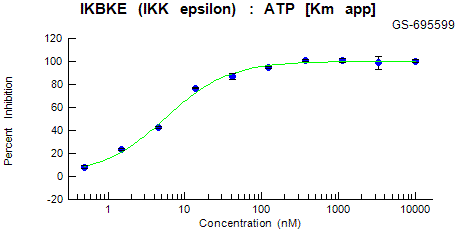 IKBKE (IKK epsilon) : ATP [Km app]
GS-695599
Percent Inhibition
120
100
80
60
40
20
0
-20
1 10 100 1000 10000
Concentration (nM)